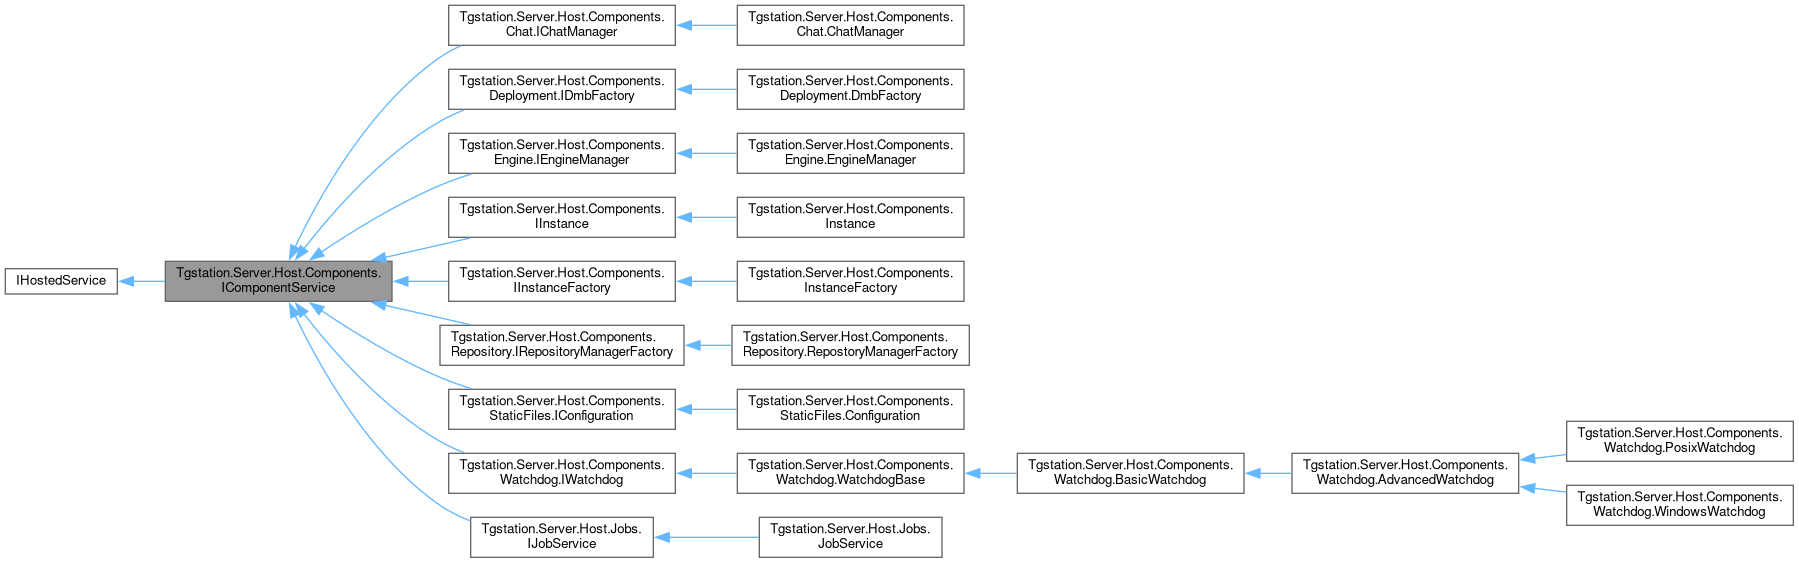 IHostedService
Tgstation.Server.Host.Components.
IComponentService
Tgstation.Server.Host.Components.
Chat.IChatManager
Tgstation.Server.Host.Components.
Chat.ChatManager
Tgstation.Server.Host.Components.
Deployment.IDmbFactory
Tgstation.Server.Host.Components.
Deployment.DmbFactory
Tgstation.Server.Host.Components.
Engine.IEngineManager
Tgstation.Server.Host.Components.
Engine.EngineManager
Tgstation.Server.Host.Components.
IInstance
Tgstation.Server.Host.Components.
Instance
Tgstation.Server.Host.Components.
IInstanceFactory
Tgstation.Server.Host.Components.
InstanceFactory
Tgstation.Server.Host.Components.
Repository.IRepositoryManagerFactory
Tgstation.Server.Host.Components.
Repository.RepostoryManagerFactory
Tgstation.Server.Host.Components.
StaticFiles.IConfiguration
Tgstation.Server.Host.Components.
StaticFiles.Configuration
Tgstation.Server.Host.Components.
Watchdog.IWatchdog
Tgstation.Server.Host.Components.
Watchdog.WatchdogBase
Tgstation.Server.Host.Components.
Watchdog.BasicWatchdog
Tgstation.Server.Host.Components.
Watchdog.AdvancedWatchdog
Tgstation.Server.Host.Components.
Watchdog.PosixWatchdog
Tgstation.Server.Host.Components.
Watchdog.WindowsWatchdog
Tgstation.Server.Host.Jobs.
IJobService
Tgstation.Server.Host.Jobs.
JobService